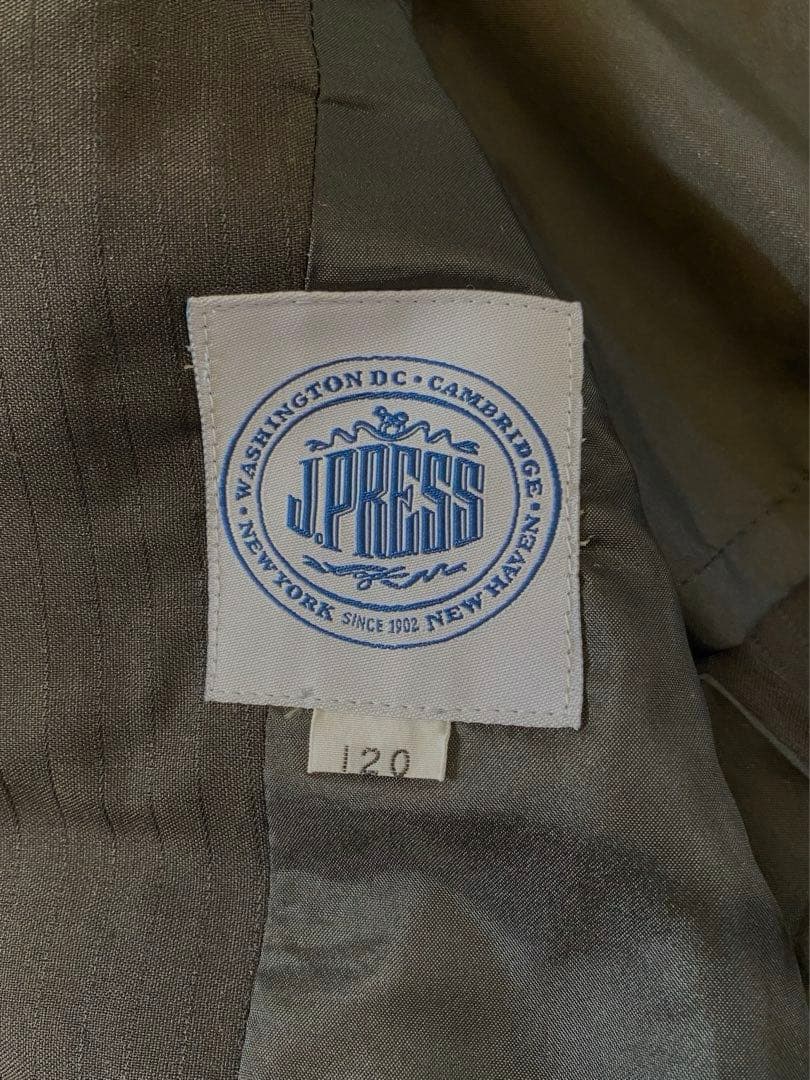 WASHINGTON DC • CAMBRIDGE •
J.PRESS
NEW YORK SINCE 1902 NEW HAVEN •
120